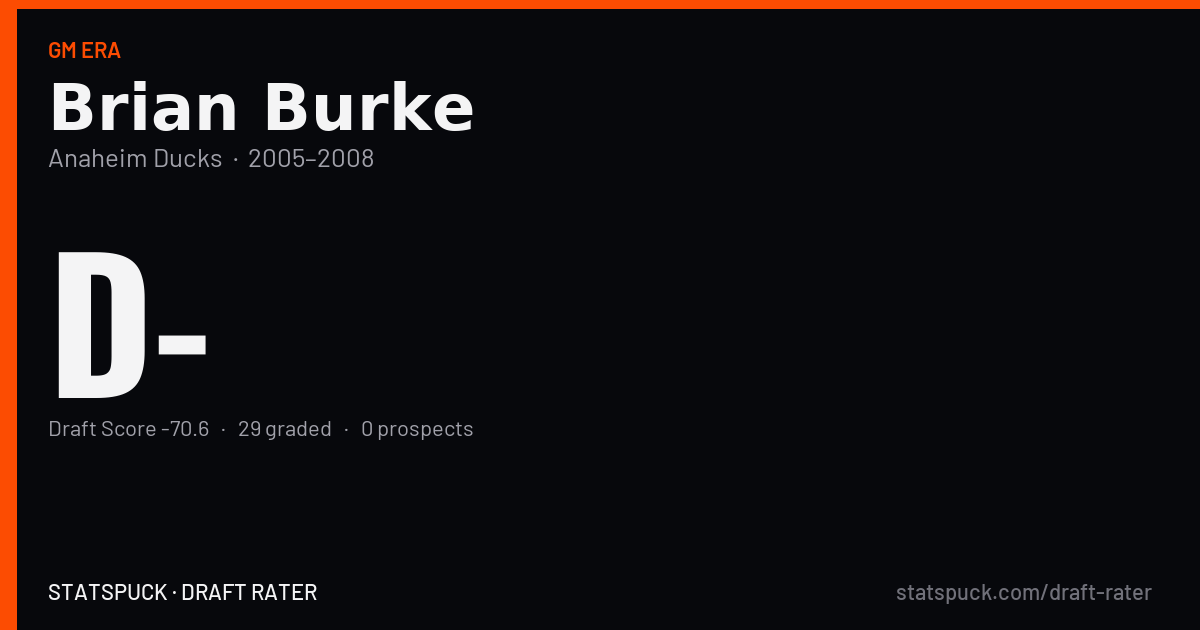 GM ERA
Brian Burke
Anaheim Ducks · 2005–2008
D-
Draft Score -70.6 · 29 graded · 0 prospects
STATSPUCK · DRAFT RATER
statspuck.com/draft-rater